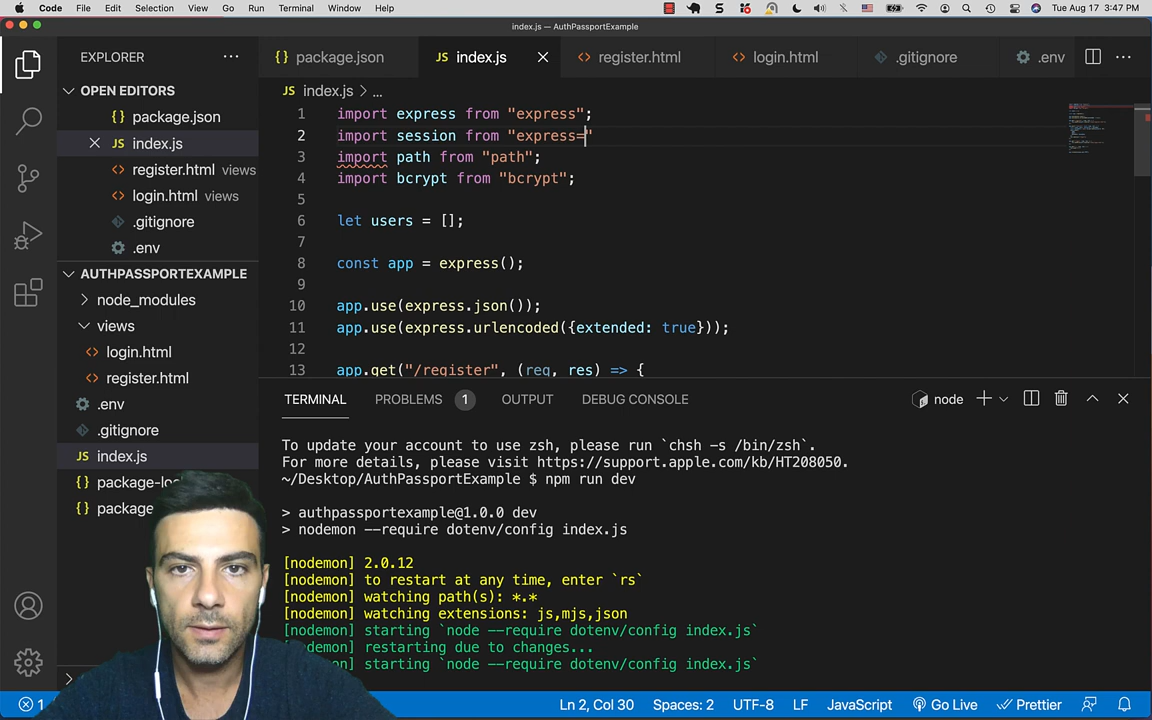 Code File Edit Selection View Go Run Terminal Window Help Tue Aug 17 3:47 PM
index.js — AuthPassportExample
EXPLORER
package.json index.js register.html login.html .gitignore .env
OPEN EDITORS
package.json
index.js
register.html views
login.html views
.gitignore
.env
AUTHPASSPORTEXAMPLE
node_modules
views
login.html
register.html
.env
.gitignore
index.js
package-lo
package
index.js > ...
1 import express from "express";
2 import session from "express="
3 import path from "path";
4 import bcrypt from "bcrypt";
5
6 let users = [];
7
8 const app = express();
9
10 app.use(express.json());
11 app.use(express.urlencoded({extended: true}));
12
13 app.get("/register", (req, res) => {
TERMINAL PROBLEMS 1 OUTPUT DEBUG CONSOLE node
To update your account to use zsh, please run `chsh -s /bin/zsh`.
For more details, please visit https://support.apple.com/kb/HT208050.
~/Desktop/AuthPassportExample $ npm run dev
> authpassportexample@1.0.0 dev
> nodemon --require dotenv/config index.js
[nodemon] 2.0.12
[nodemon] to restart at any time, enter `rs`
[nodemon] watching path(s): *.*
[nodemon] watching extensions: js,mjs,json
[nodemon] starting `node --require dotenv/config index.js`
[nodemon] restarting due to changes...
[nodemon] starting `node --require dotenv/config index.js`
1 Ln 2, Col 30 Spaces: 2 UTF-8 LF JavaScript Go Live Prettier